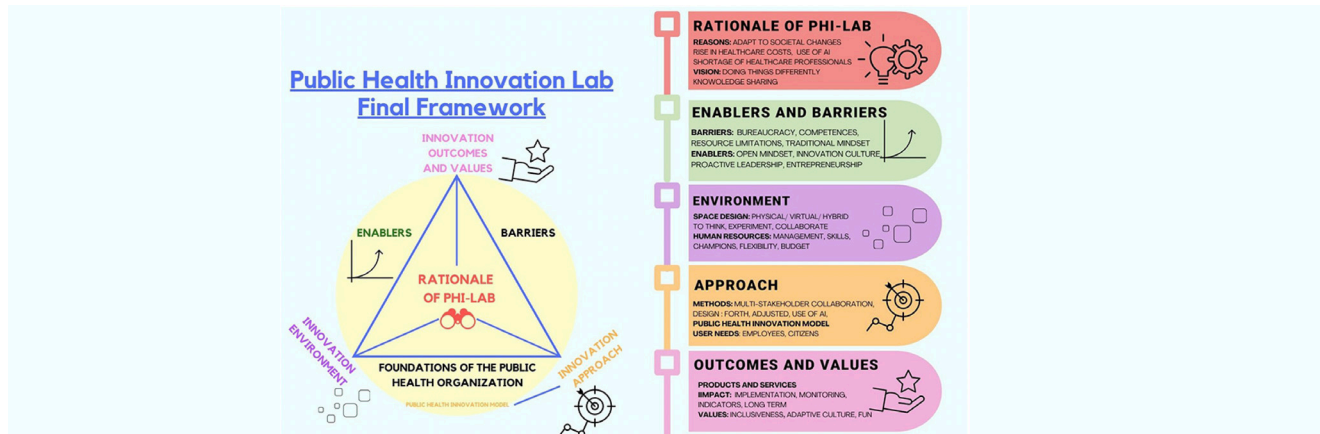 Public Health Innovation Lab
Final Framework
INNOVATION
OUTCOMES
AND VALUES
ENABLERS
BARRIERS
RATIONALE
OF PHI-LAB
INNOVATION
ENVIRONMENT
FOUNDATIONS OF THE PUBLIC
HEALTH ORGANIZATION
PUBLIC HEALTH INNOVATION MODEL
INNOVATION
APPROACH
RATIONALE OF PHI-LAB
REASONS: ADAPT TO SOCIETAL CHANGES
RISE IN HEALTHCARE COSTS, USE OF AI
SHORTAGE OF HEALTHCARE PROFESSIONALS
VISION: DOING THINGS DIFFERENTLY
KNOWLEDGE SHARING
ENABLERS AND BARRIERS
BARRIERS: BUREAUCRACY, COMPETENCES,
RESOURCE LIMITATIONS, TRADITIONAL MINDSET
ENABLERS: OPEN MINDSET, INNOVATION CULTURE,
PROACTIVE LEADERSHIP, ENTREPRENEURSHIP
ENVIRONMENT
SPACE DESIGN: PHYSICAL/ VIRTUAL/ HYBRID
TO THINK, EXPERIMENT, COLLABORATE
HUMAN RESOURCES: MANAGEMENT, SKILLS,
CHAMPIONS, FLEXIBILITY, BUDGET
APPROACH
METHODS: MULTI-STAKEHOLDER COLLABORATION,
DESIGN : FORTH, ADJUSTED, USE OF AI,
PUBLIC HEALTH INNOVATION MODEL
USER NEEDS: EMPLOYEES, CITIZENS
OUTCOMES AND VALUES
PRODUCTS AND SERVICES
IIMPACT: IMPLEMENTATION, MONITORING,
INDICATORS, LONG TERM
VALUES: INCLUSIVENESS, ADAPTIVE CULTURE, FUN